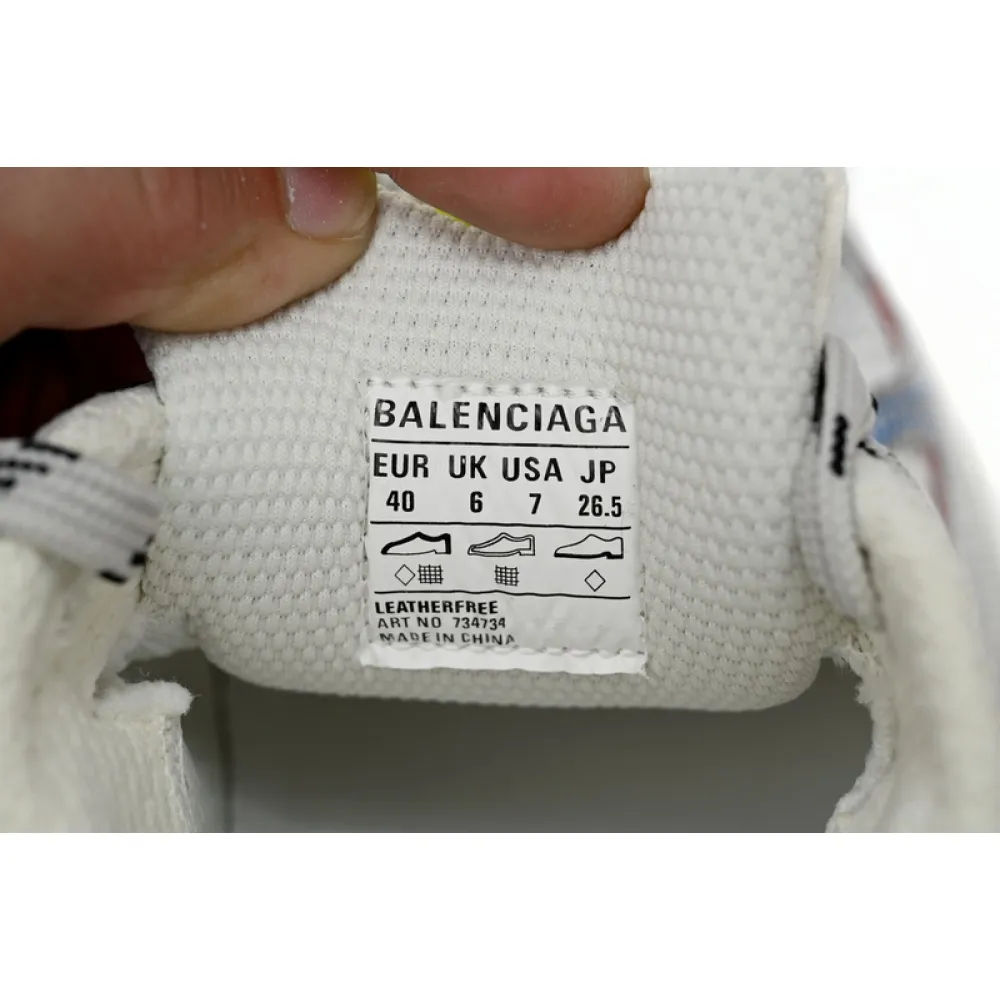 BALENCIAGA
EUR UK USA JP
40 6 7 26.5
LEATHERFREE
ART NO 734734
MADE IN CHINA